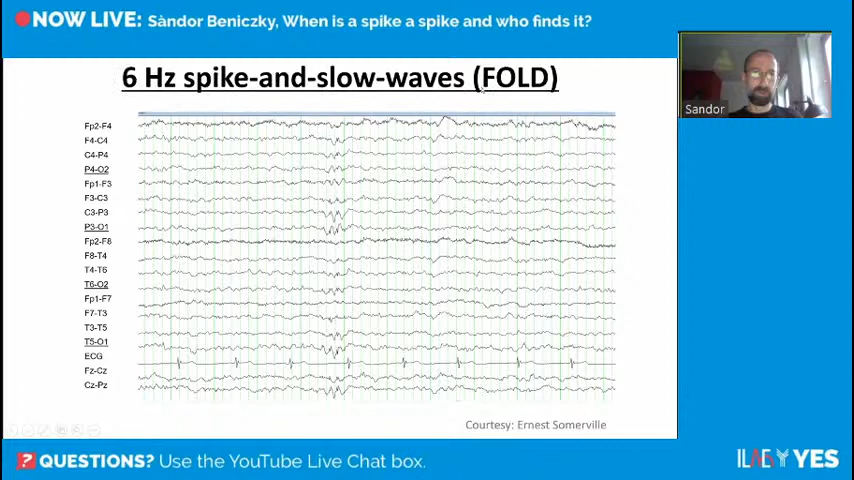 NOW LIVE: Sàndor Beniczky, When is a spike a spike and who finds it?
6 Hz spike-and-slow-waves (FOLD)
Sandor
Fp2-F4
F4-C4
C4-P4
P4-O2
Fp1-F3
F3-C3
C3-P3
P3-O1
Fp2-F8
F8-T4
T4-T6
T6-O2
Fp1-F7
F7-T3
T3-T5
T5-O1
ECG
Fz-Cz
Cz-Pz
Courtesy: Ernest Somerville
? QUESTIONS? Use the YouTube Live Chat box.
ILAE YES